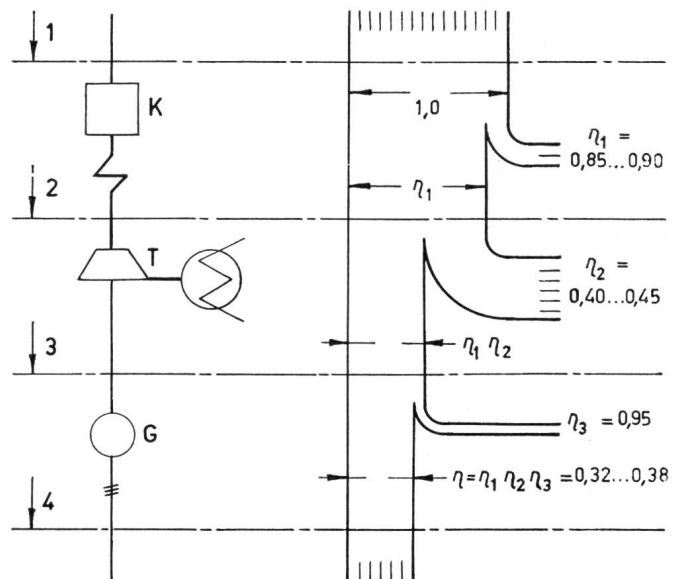 1
K
1,0
η₁ =
0,85...0,90
2
η₁
T
η₂ =
0,40...0,45
3
η₁ η₂
G
η₃ = 0,95
4
η=η₁ η₂ η₃ =0,32...0,38